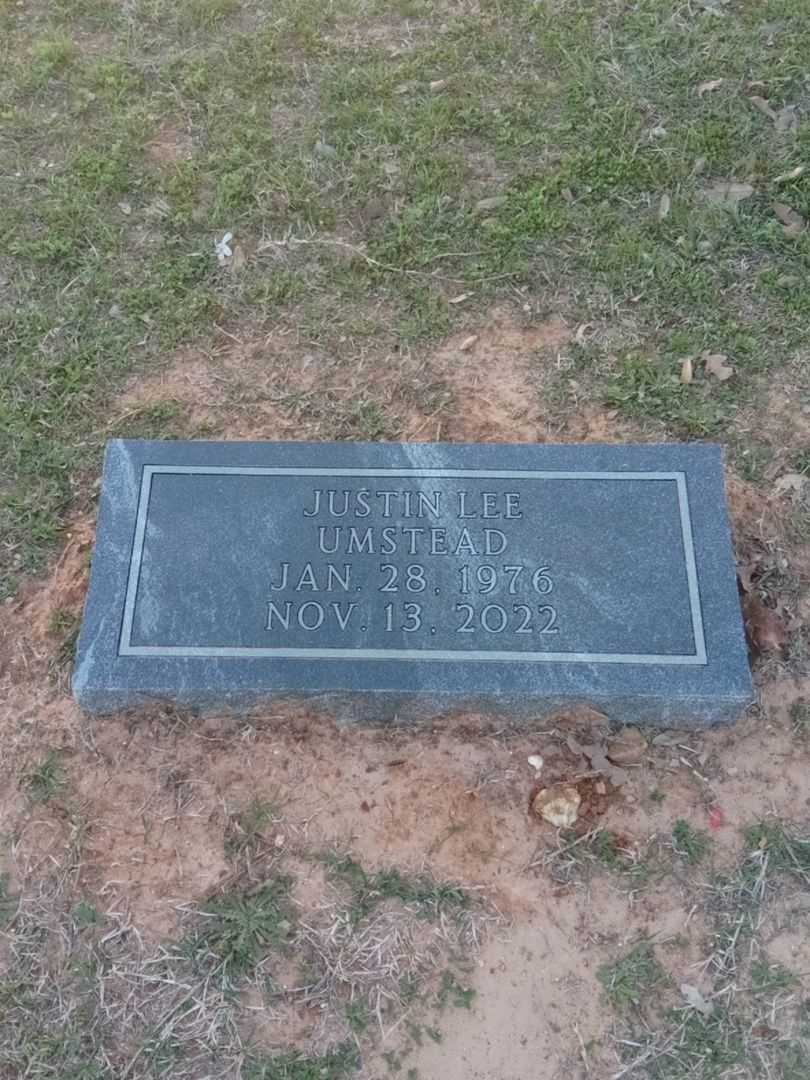 JUSTIN LEE
UMSTEAD
JAN. 28, 1976
NOV. 13, 2022